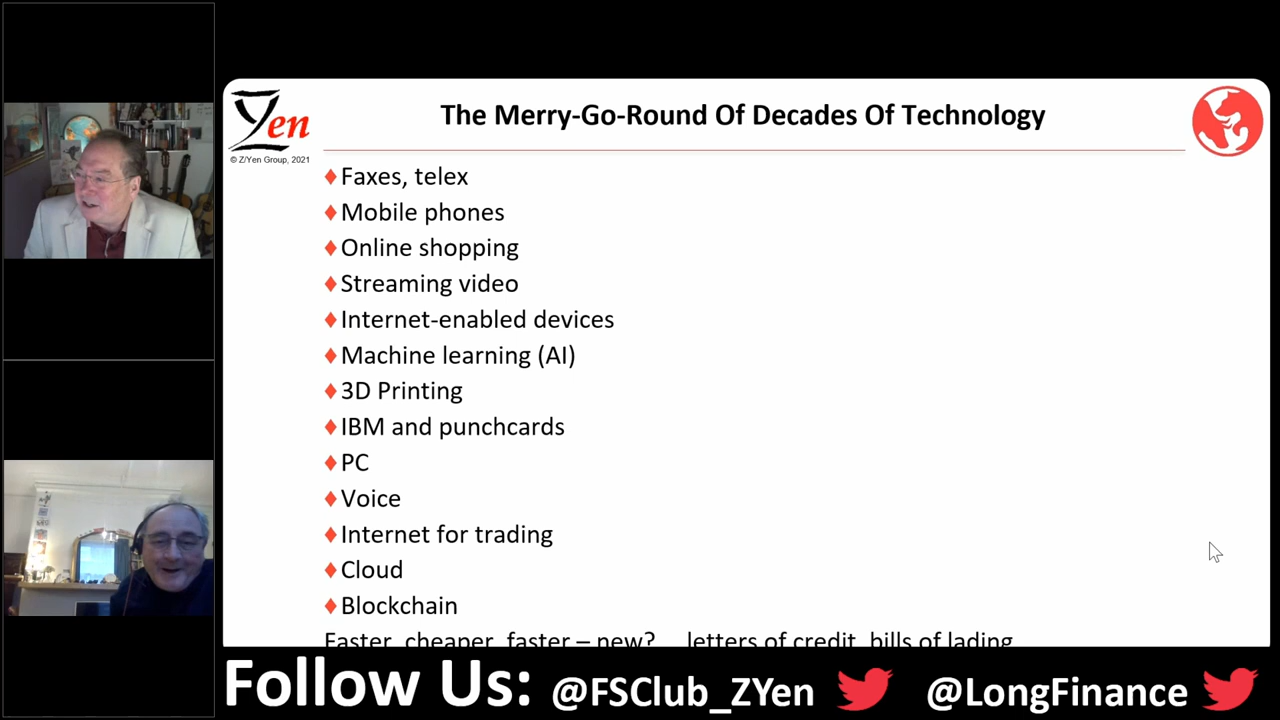 Zen
© Z/Yen Group, 2021
The Merry-Go-Round Of Decades Of Technology
Faxes, telex
Mobile phones
Online shopping
Streaming video
Internet-enabled devices
Machine learning (AI)
3D Printing
IBM and punchcards
PC
Voice
Internet for trading
Cloud
Blockchain
Faster, cheaper, faster – new? letters of credit, bills of lading
Follow Us: @FSClub_ZYen @LongFinance